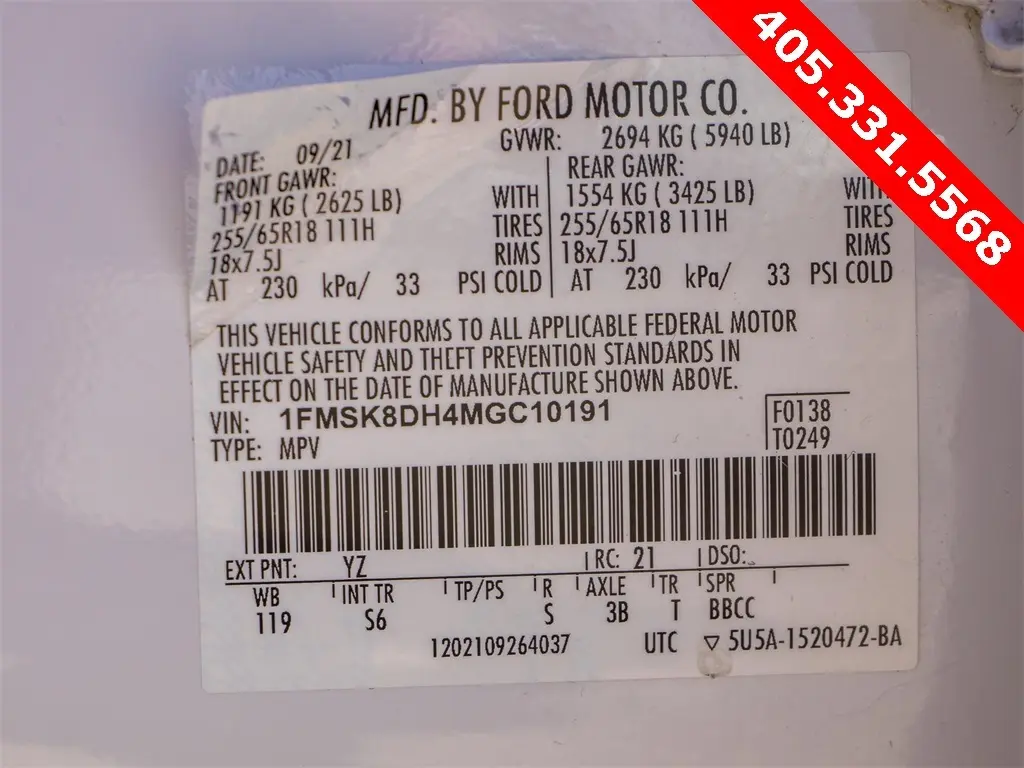 405.331.5568
MFD. BY FORD MOTOR CO.
DATE: 09/21 GVWR: 2694 KG ( 5940 LB)
FRONT GAWR: REAR GAWR:
1191 KG ( 2625 LB) WITH 1554 KG ( 3425 LB) WITH
255/65R18 111H TIRES 255/65R18 111H TIRES
18x7.5J RIMS 18x7.5J RIMS
AT 230 kPa/ 33 PSI COLD AT 230 kPa/ 33 PSI COLD
THIS VEHICLE CONFORMS TO ALL APPLICABLE FEDERAL MOTOR
VEHICLE SAFETY AND THEFT PREVENTION STANDARDS IN
EFFECT ON THE DATE OF MANUFACTURE SHOWN ABOVE.
VIN: 1FMSK8DH4MGC10191 F0138
TYPE: MPV T0249
EXT PNT: YZ RC: 21 DSO:
WB INT TR TP/PS R AXLE TR SPR
119 S6 S 3B T BBCC
1202109264037 UTC ▽ 5U5A-1520472-BA